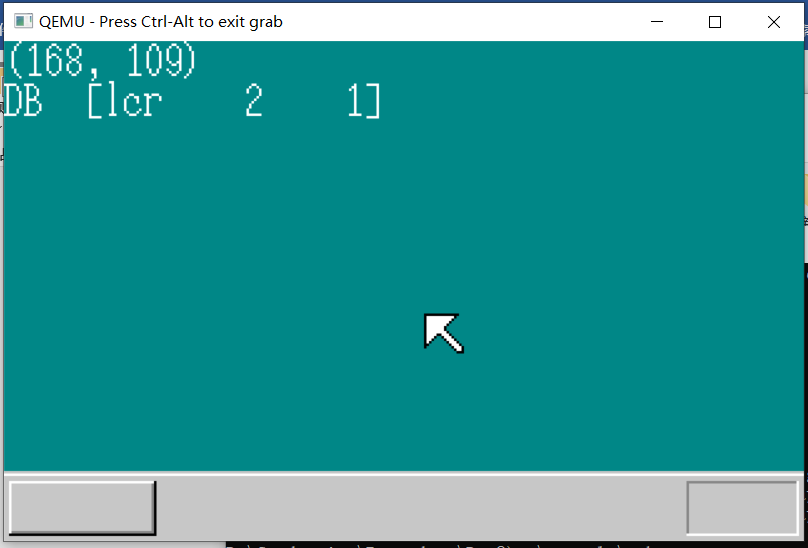 QEMU - Press Ctrl-Alt to exit grab
(168, 109)
DB [lcr 2 1]